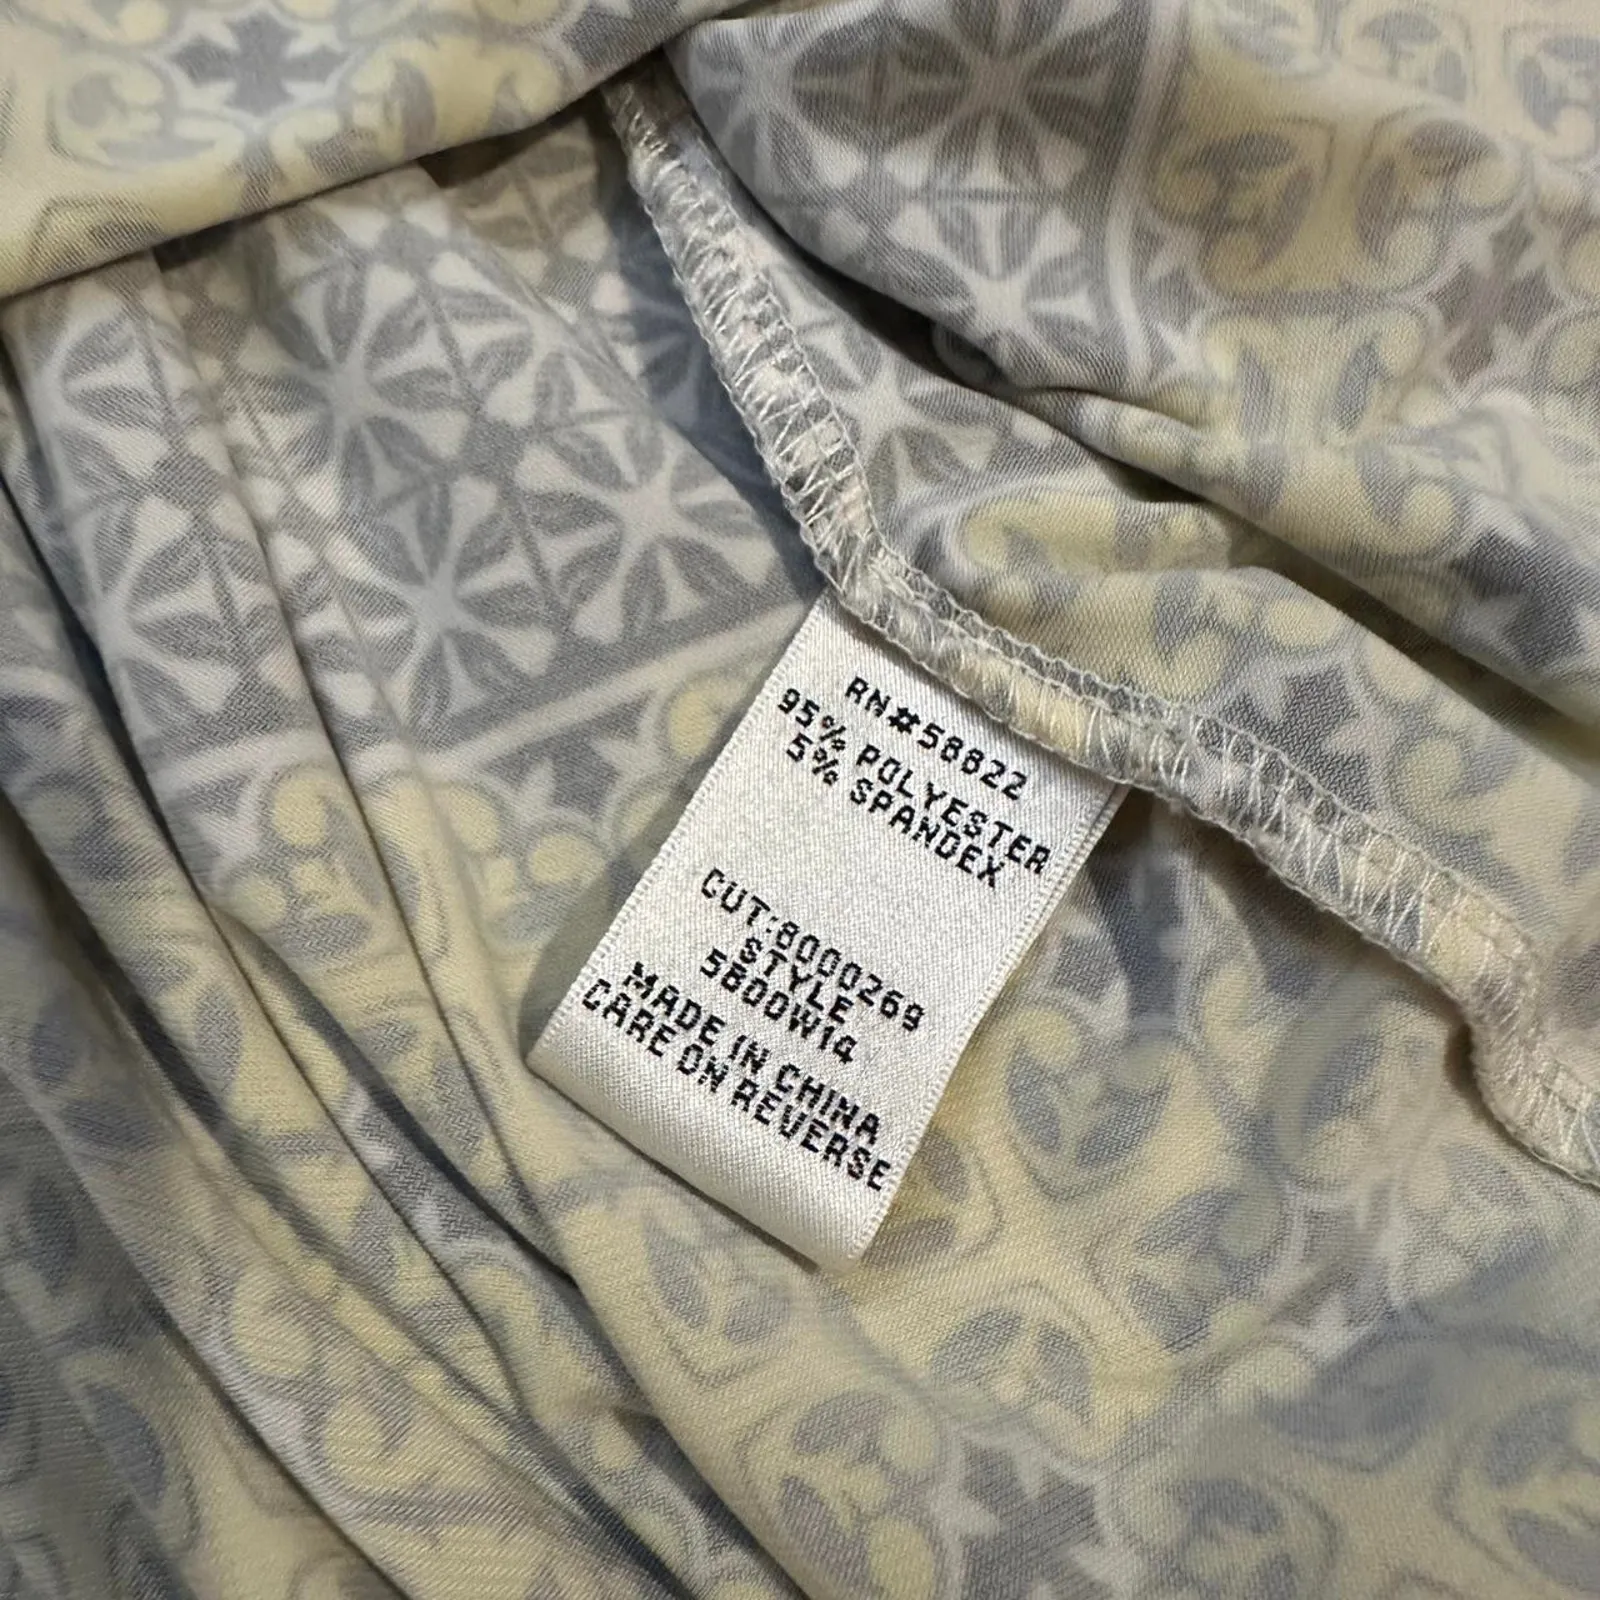 RN#58822
95% POLYESTER
5% SPANDEX
CUT:8000269
STYLE
5800W14
MADE IN CHINA
CARE ON REVERSE